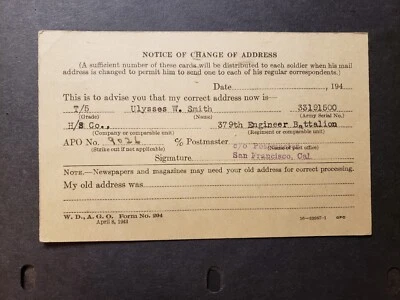 NOTICE OF CHANGE OF ADDRESS
(A sufficient number of these cards will be distributed to each soldier when his mail
address is changed to permit him to send one to each of his regular correspondents.)
Date , 194
This is to advise you that my correct address now is—
T/5 Ulysses W. Smith 33191500
(Grade) (Name) (Army Serial No.)
H/S Co., 379th Engineer Battalion
(Company or comparable unit) (Regiment or comparable unit)
APO No. % Postmaster c/o
(Strike out if not applicable) (Name of post office)
Signature San Francisco, Cal
NOTE.—Newspapers and magazines may need your old address for correct processing.
My old address was
W. D., A. G. O. Form No. 204
April 8, 1944 GPO